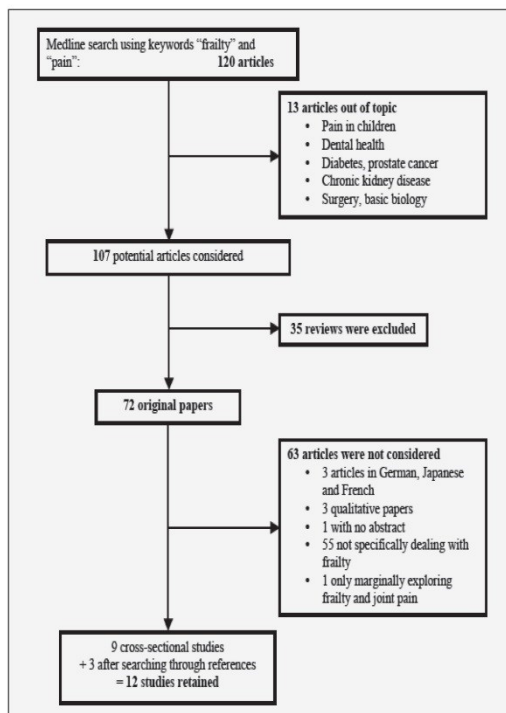 Medline search using keywords “frailty” and
“pain”: 120 articles
13 articles out of topic
• Pain in children
• Dental health
• Diabetes, prostate cancer
• Chronic kidney disease
• Surgery, basic biology
107 potential articles considered
35 reviews were excluded
72 original papers
63 articles were not considered
• 3 articles in German, Japanese
and French
• 3 qualitative papers
• 1 with no abstract
• 55 not specifically dealing with
frailty
• 1 only marginally exploring
frailty and joint pain
9 cross-sectional studies
+ 3 after searching through references
= 12 studies retained